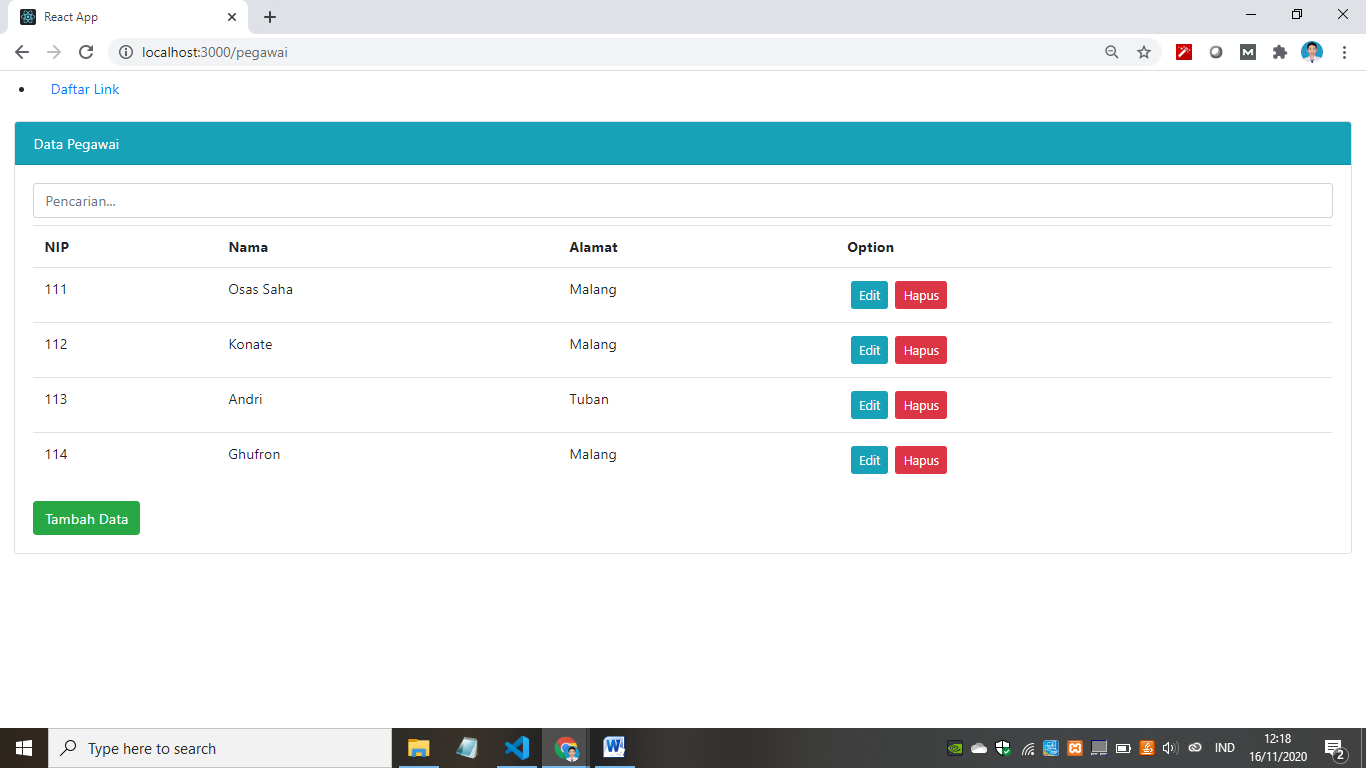 React App
localhost:3000/pegawai
Daftar Link
Data Pegawai
Pencarian...
NIP Nama Alamat Option
111 Osas Saha Malang Edit Hapus
112 Konate Malang Edit Hapus
113 Andri Tuban Edit Hapus
114 Ghufron Malang Edit Hapus
Tambah Data
Type here to search
IND
12:18
16/11/2020
2